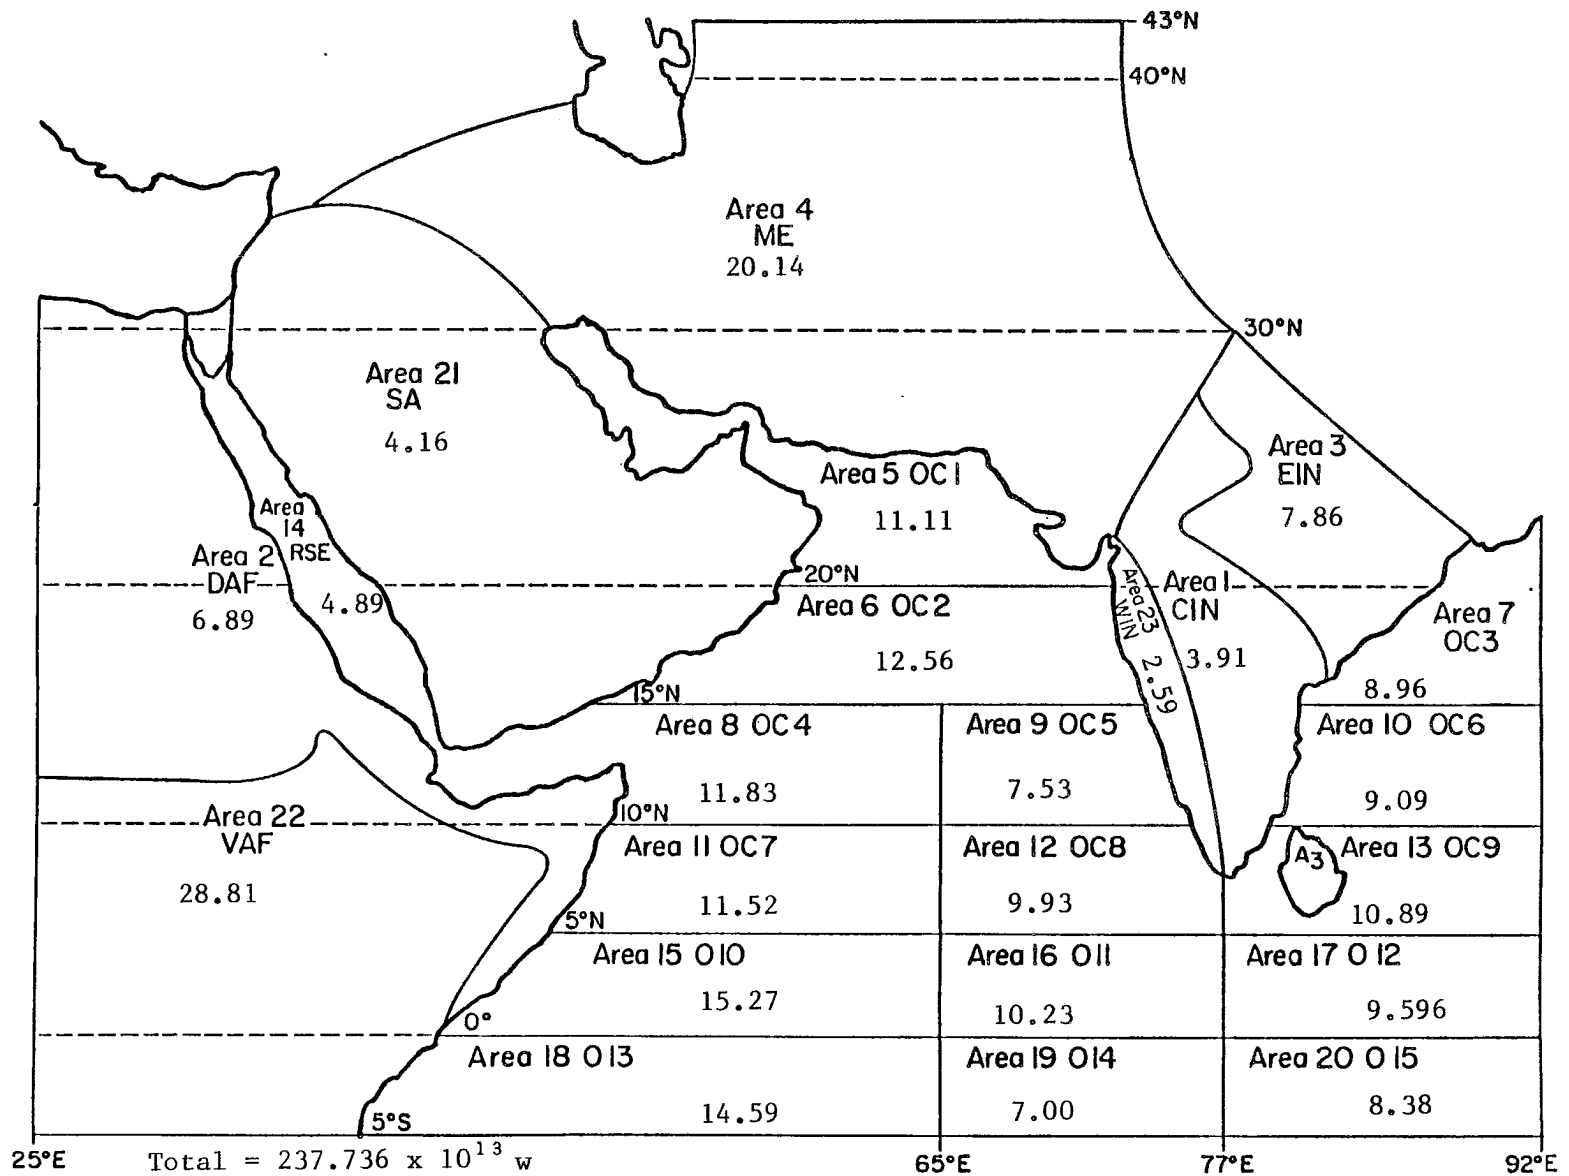 43°N
40°N
Area 4
ME
20.14
30°N
Area 21
SA
4.16
Area 3
EIN
7.86
Area 5 OC1
11.11
Area
14
RSE
4.89
Area 2
DAF
6.89
20°N
Area 6 OC2
12.56
Area 23
WIN
2.59
Area 1
CIN
3.91
Area 7
OC3
8.96
15°N
Area 8 OC4
11.83
Area 9 OC5
7.53
Area 10 OC6
9.09
Area 22
VAF
28.81
10°N
Area 11 OC7
11.52
Area 12 OC8
9.93
A3
Area 13 OC9
10.89
5°N
Area 15 O10
15.27
Area 16 O11
10.23
Area 17 O12
9.596
0°
Area 18 O13
14.59
Area 19 O14
7.00
Area 20 O15
8.38
5°S
25°E
65°E
77°E
92°E
Total = 237.736 x 10¹³ w